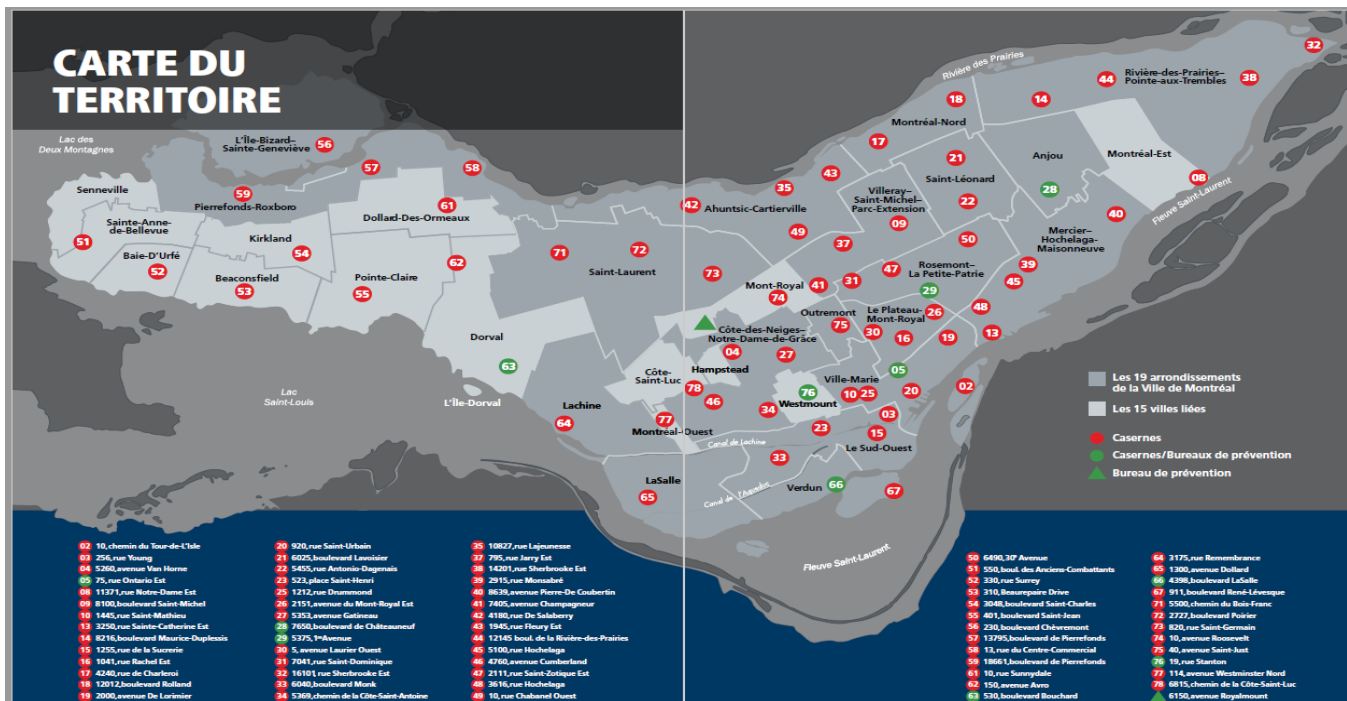 CARTE DU
TERRITOIRE
Lac des
Deux Montagnes
L'Île-Bizard–
Sainte-Geneviève
56
57
58
59
Senneville
Pierrefonds-Roxboro
61
Dollard-Des-Ormeaux
Sainte-Anne-
de-Bellevue
51
Kirkland
54
Baie-D'Urfé
52
Beaconsfield
53
Pointe-Claire
55
62
71
72
Saint-Laurent
Dorval
63
Lac
Saint-Louis
L'Île-Dorval
Lachine
64
Rivière des Prairies
32
44
Rivière-des-Prairies–
Pointe-aux-Trembles
38
18
14
Montréal-Nord
17
21
Saint-Léonard
22
Anjou
28
Montréal-Est
08
Fleuve Saint-Laurent
40
43
35
42
Ahuntsic-Cartierville
49
37
Villeray–
Saint-Michel–
Parc-Extension
09
50
Mercier–
Hochelaga-
Maisonneuve
39
45
73
Mont-Royal
74
41
31
47
Rosemont–
La Petite-Patrie
29
Outremont
75
Le Plateau-
Mont-Royal
26
30
16
19
48
13
Côte-des-Neiges–
Notre-Dame-de-Grâce
04
27
Côte-
Saint-Luc
Hampstead
78
46
77
Montréal-Ouest
34
76
Westmount
Ville-Marie
10
25
05
20
02
03
23
15
Le Sud-Ouest
Canal de Lachine
33
LaSalle
65
Canal de l'Aqueduc
Verdun
66
67
Fleuve Saint-Laurent
Les 19 arrondissements
de la Ville de Montréal
Les 15 villes liées
Casernes
Casernes/Bureaux de prévention
Bureau de prévention
02 10, chemin du Tour-de-L'Isle
03 256, rue Young
04 5260, avenue Van Horne
05 75, rue Ontario Est
08 11371, rue Notre-Dame Est
09 8100, boulevard Saint-Michel
10 1445, rue Saint-Mathieu
13 3250, rue Sainte-Catherine Est
14 8216, boulevard Maurice-Duplessis
15 1255, rue de la Sucrerie
16 1041, rue Rachel Est
17 4240, rue de Charleroi
18 12012, boulevard Rolland
19 2000, avenue De Lorimier
20 920, rue Saint-Urbain
21 6025, boulevard Lavoisier
22 5455, rue Antonio-Dagenais
23 523, place Saint-Henri
25 1212, rue Drummond
26 2151, avenue du Mont-Royal Est
27 5353, avenue Gatineau
28 7650, boulevard de Châteauneuf
29 5375, 1re Avenue
30 5, avenue Laurier Ouest
31 7041, rue Saint-Dominique
32 16101, rue Sherbrooke Est
33 6040, boulevard Monk
34 5369, chemin de la Côte-Saint-Antoine
35 10827, rue Lajeunesse
37 795, rue Jarry Est
38 14201, rue Sherbrooke Est
39 2915, rue Monsabré
40 8639, avenue Pierre-De Coubertin
41 7405, avenue Champagneur
42 4180, rue De Salaberry
43 1945, rue Fleury Est
44 12145 boul. de la Rivière-des-Prairies
45 5100, rue Hochelaga
46 4760, avenue Cumberland
47 2111, rue Saint-Zotique Est
48 3616, rue Hochelaga
49 10, rue Chabanel Ouest
50 6490, 30e Avenue
51 550, boul. des Anciens-Combattants
52 330, rue Surrey
53 310, Beaurepaire Drive
54 3048, boulevard Saint-Charles
55 401, boulevard Saint-Jean
56 230, boulevard Chèvremont
57 13795, boulevard de Pierrefonds
58 13, rue du Centre-Commercial
59 18661, boulevard de Pierrefonds
61 10, rue Sunnydale
62 150, avenue Avro
63 530, boulevard Bouchard
64 3175, rue Remembrance
65 1300, avenue Dollard
66 4398, boulevard LaSalle
67 911, boulevard René-Lévesque
71 5500, chemin du Bois-Franc
72 2727, boulevard Poirier
73 820, rue Saint-Germain
74 10, avenue Roosevelt
75 40, avenue Saint-Just
76 19, rue Stanton
77 114, avenue Westminster Nord
78 6815, chemin de la Côte-Saint-Luc
6150, avenue Royalmount